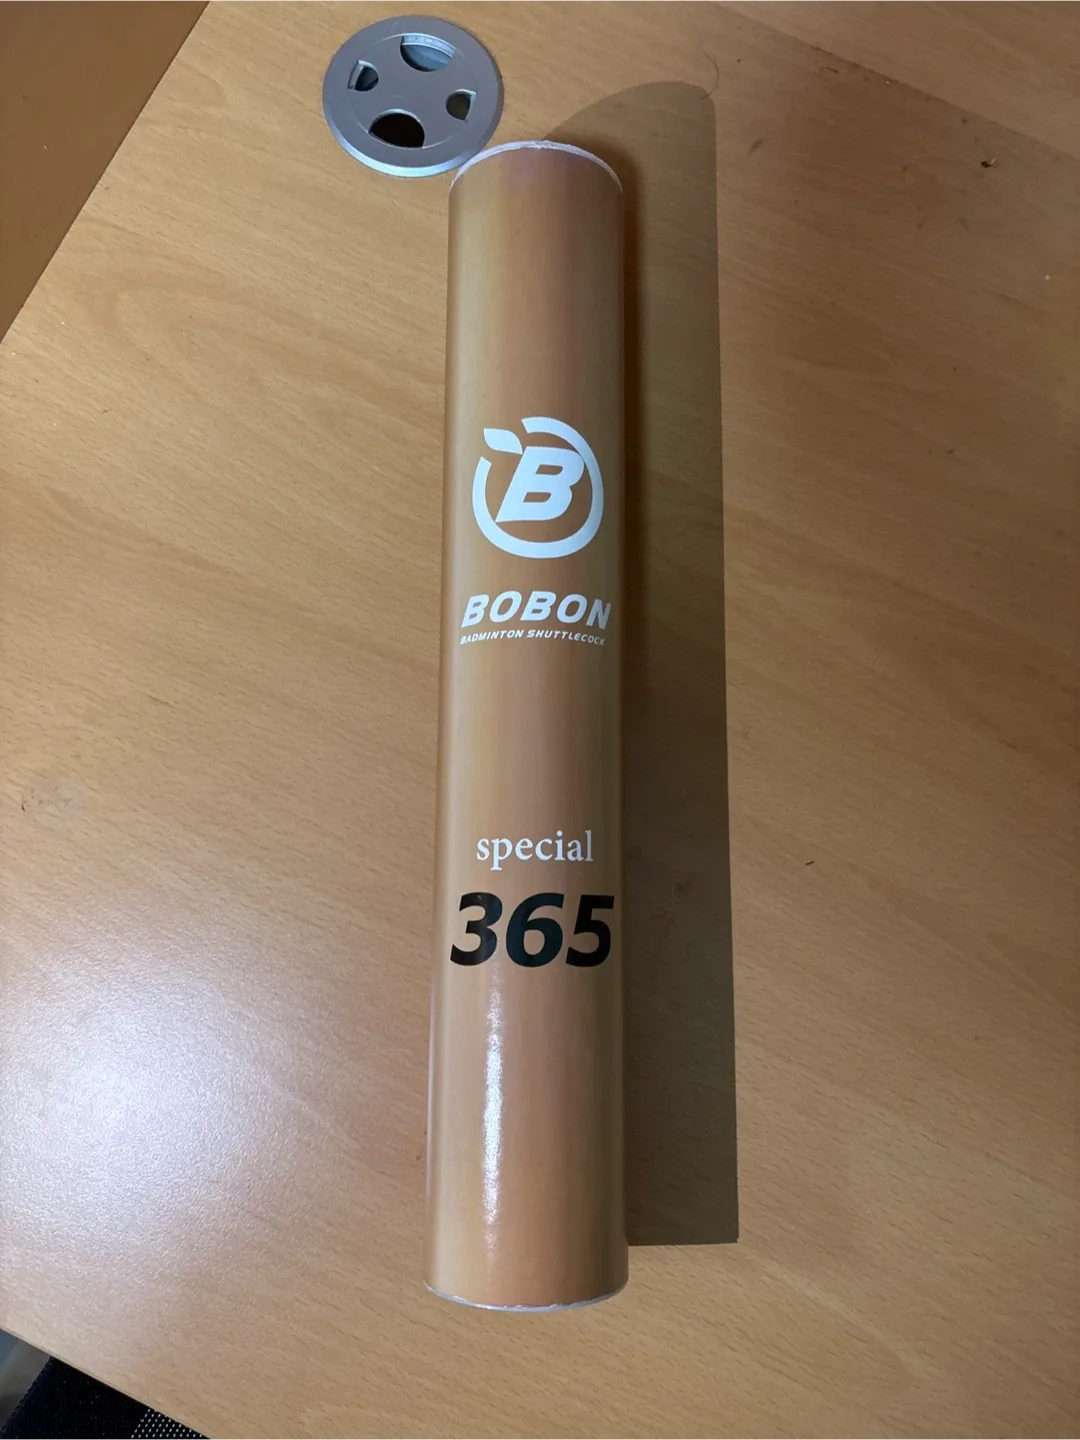 B
BOBON
BADMINTON SHUTTLECOCK
special
365